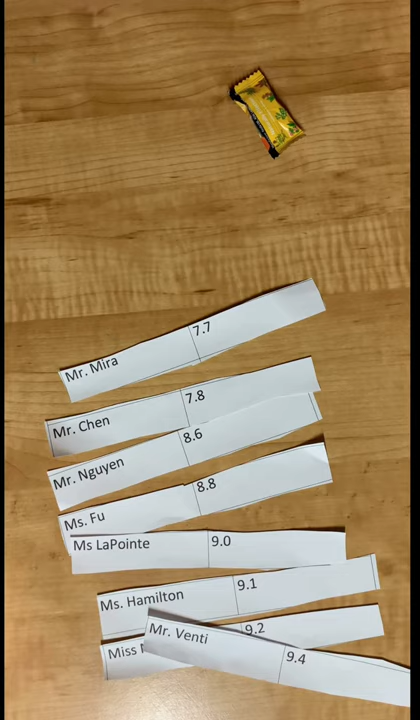 Mr. Mira 7.7
Mr. Chen 7.8
Mr. Nguyen 8.6
Ms. Fu 8.8
Ms LaPointe 9.0
Ms. Hamilton 9.1
Miss 9.2
Mr. Venti 9.4